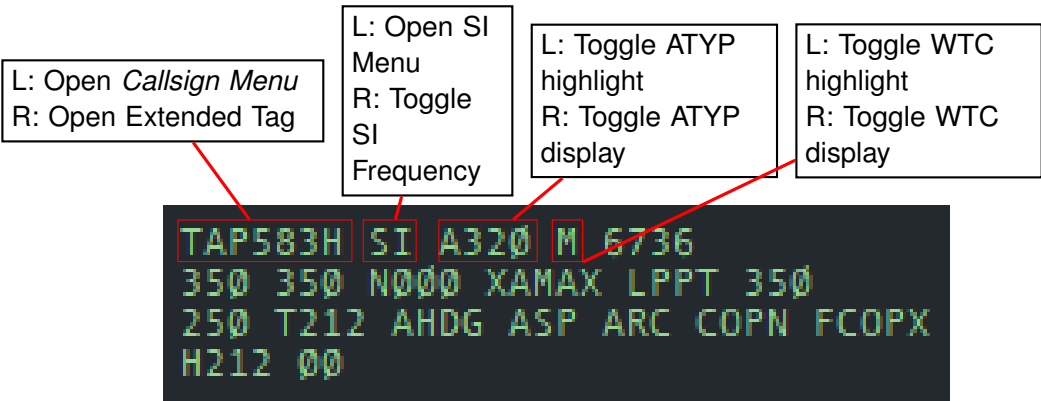 L: Open Callsign Menu
R: Open Extended Tag
L: Open SI
Menu
R: Toggle
SI
Frequency
L: Toggle ATYP
highlight
R: Toggle ATYP
display
L: Toggle WTC
highlight
R: Toggle WTC
display
TAP583H SI A320 M 6736
350 350 N000 XAMAX LPPT 350
250 T212 AHDG ASP ARC COPN FCOPX
H212 00